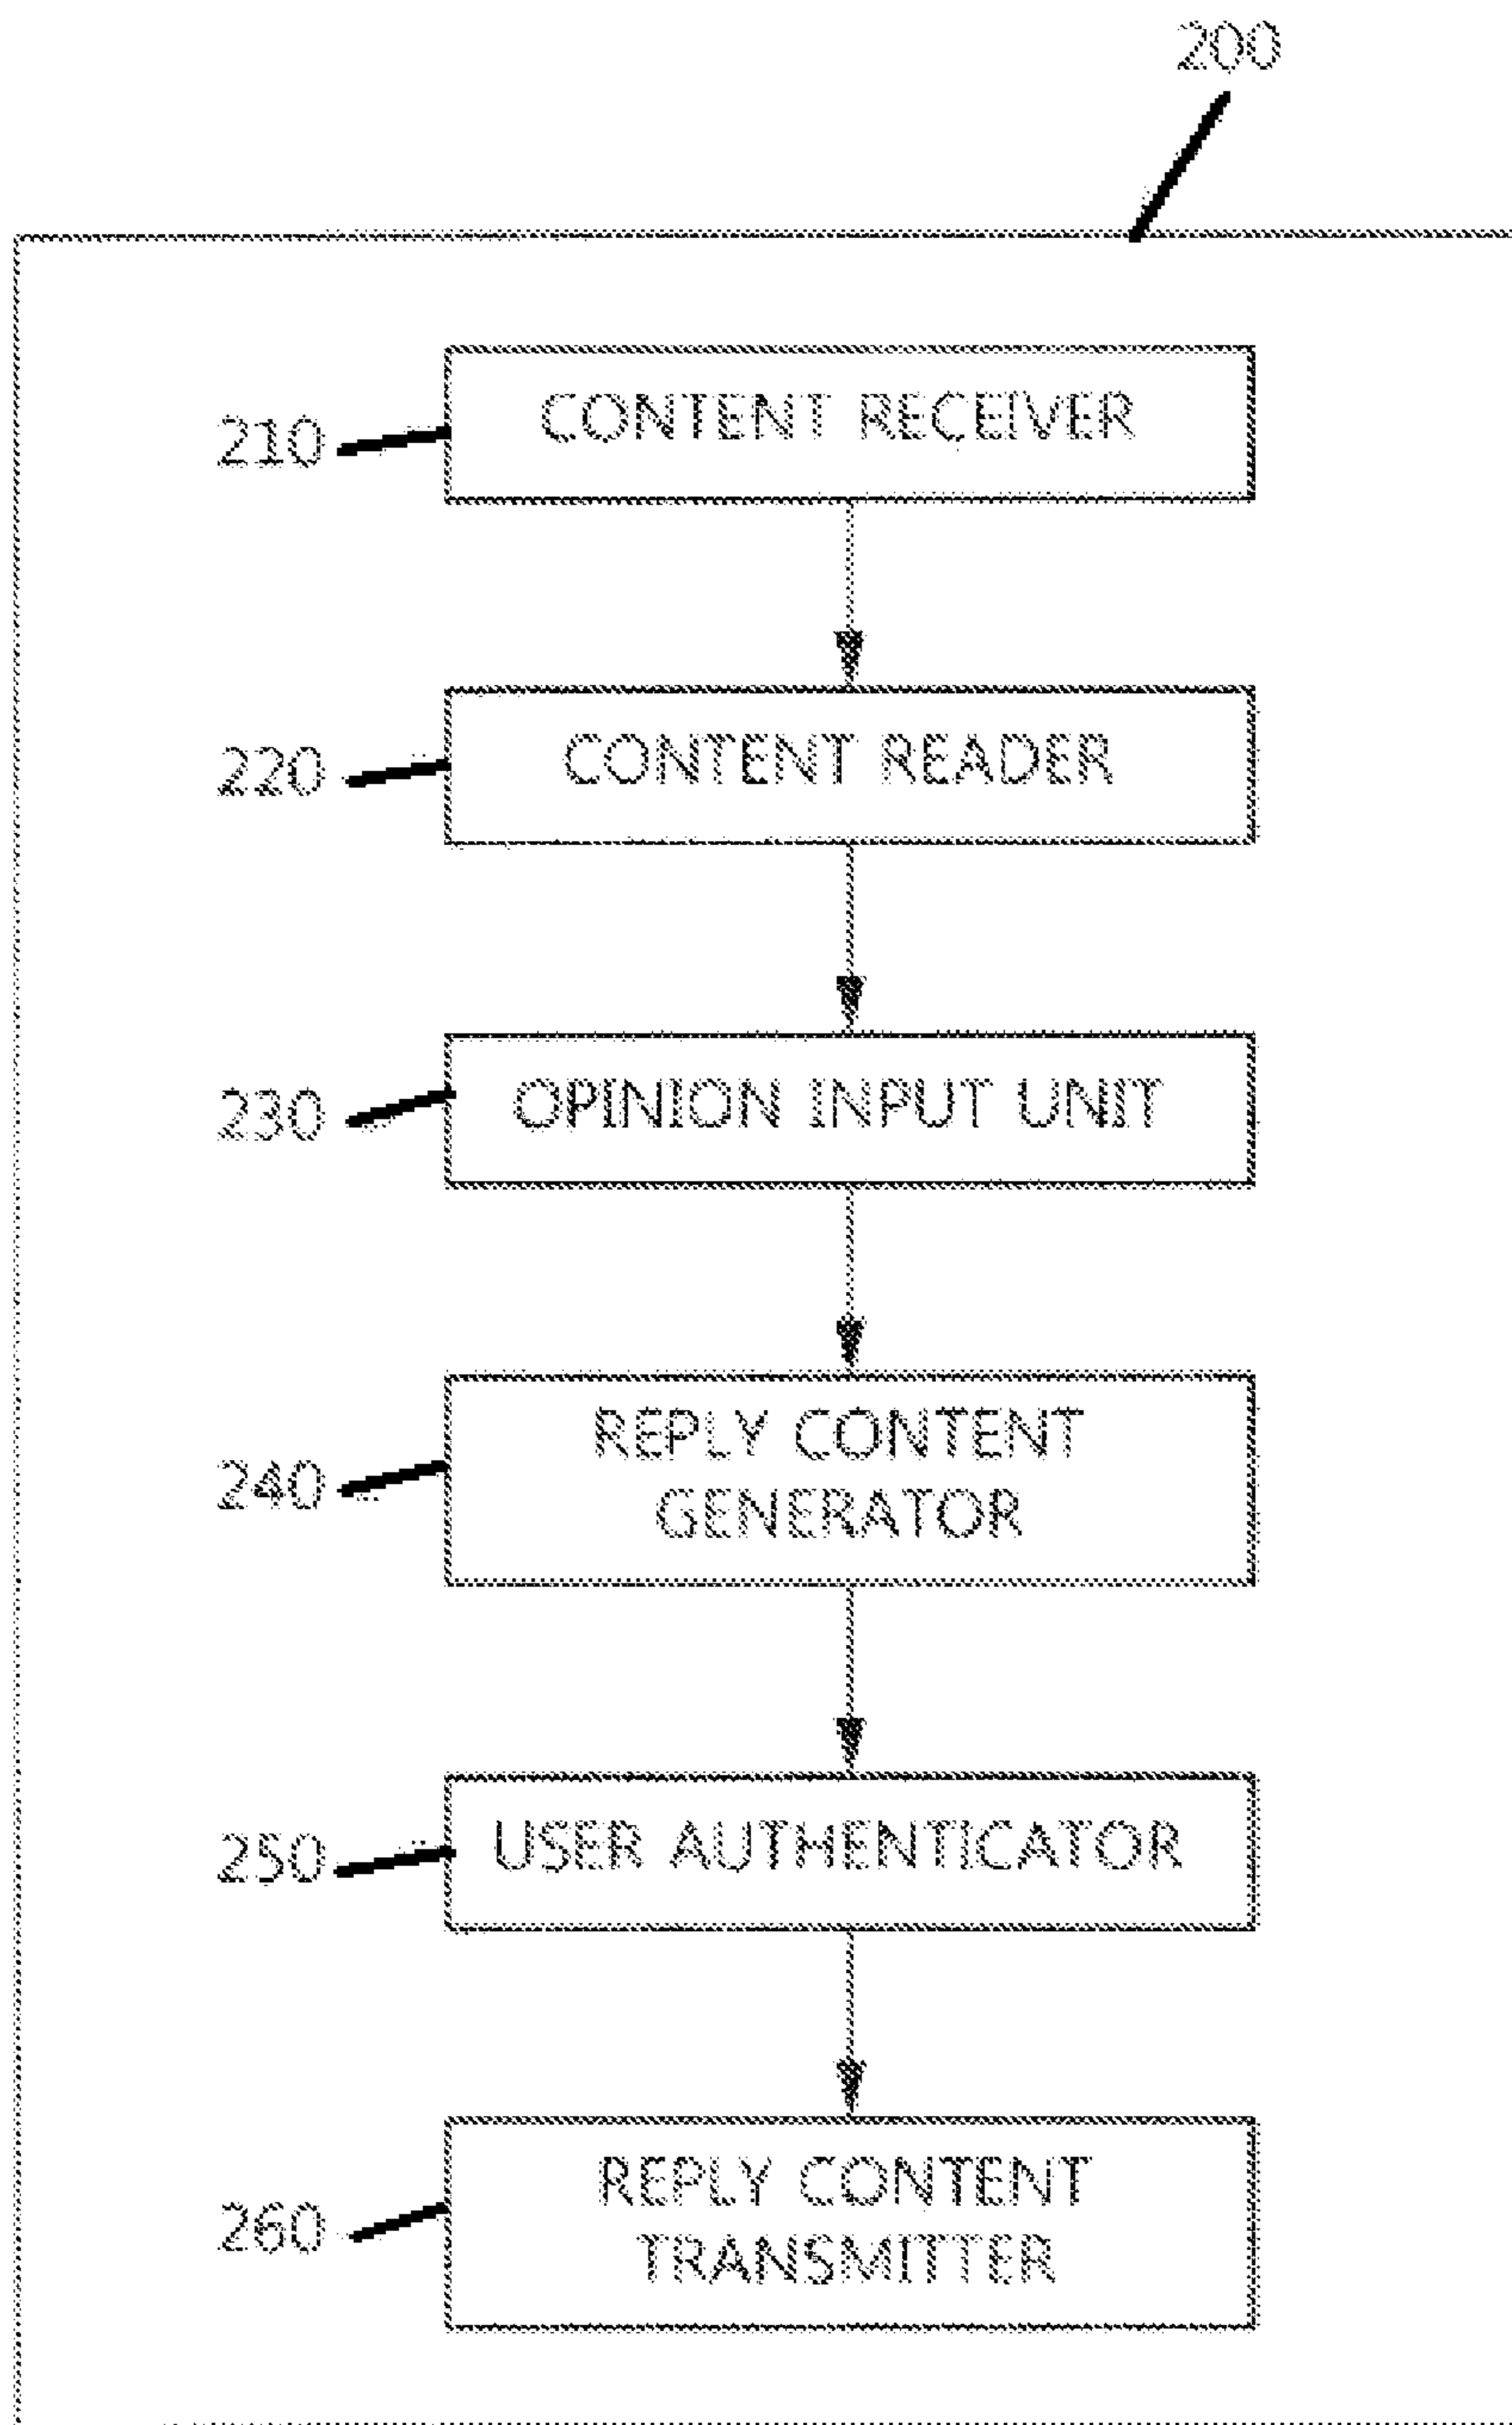 200
210
CONTENT RECEIVER
220
CONTENT READER
230
OPINION INPUT UNIT
240
REPLY CONTENT
GENERATOR
250
USER AUTHENTICATOR
260
REPLY CONTENT
TRANSMITTER